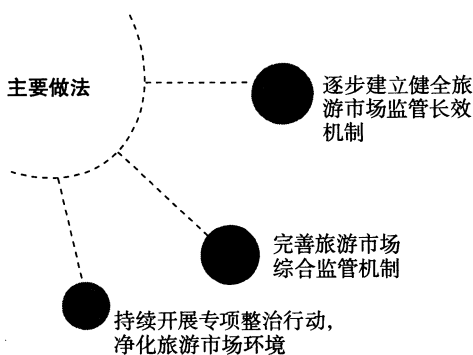 主要做法
逐步建立健全旅
游市场监管长效
机制
完善旅游市场
综合监管机制
持续开展专项整治行动，
净化旅游市场环境